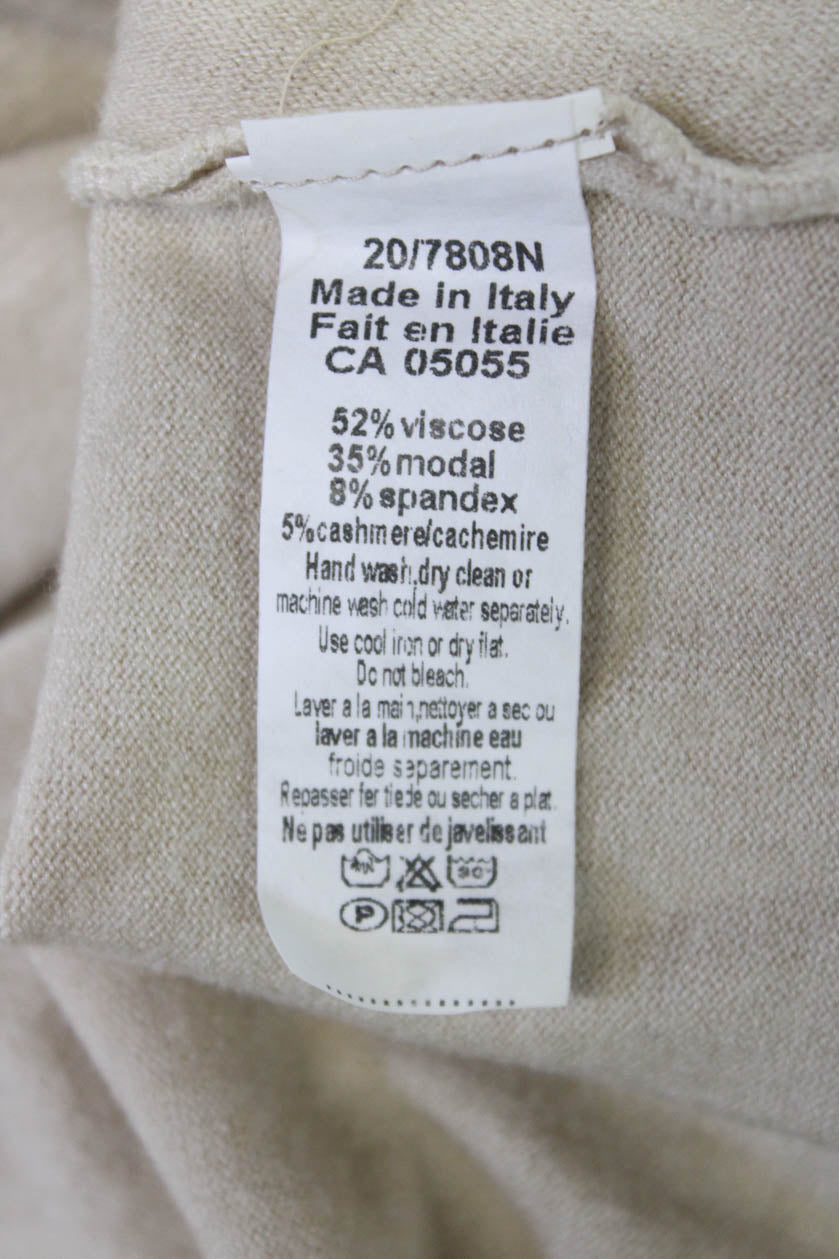 20/7808N
Made in Italy
Fait en Italie
CA 05055
52% viscose
35% modal
8% spandex
5% cashmere/cachemire
Hand wash,dry clean or
machine wash cold water separately.
Use cool iron or dry flat.
Do not bleach.
Laver a la main,nettoyer a sec ou
laver a la machine eau
froide separement.
Repasser fer tiede ou secher a plat.
Ne pas utiliser de javelissant
30°
P